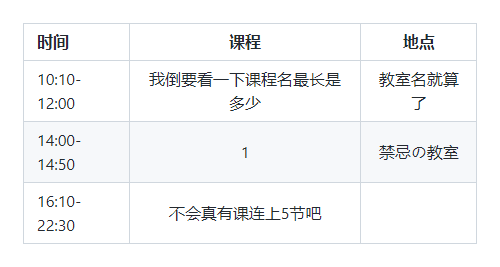 时间 课程 地点
10:10- 我倒要看一下课程名最长是 教室名就算
12:00 多少 了
14:00- 1 禁忌の教室
14:50
16:10- 不会真有课连上5节吧
22:30